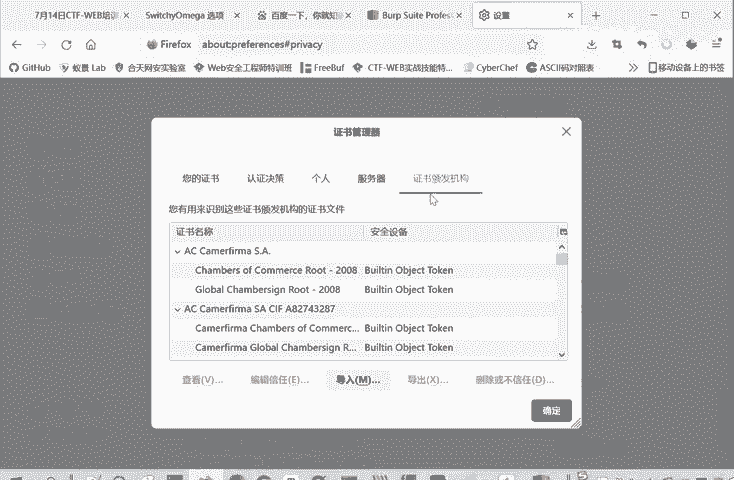 7月14日CTF-WEB培训 SwitchyOmega 选项 百度一下，你就知 Burp Suite Profes 设置
Firefox about:preferences#privacy
GitHub 蚁景 Lab 合天网安实验室 Web安全工程师特训班 FreeBuf CTF-WEB实战技能特... CyberChef ASCII码对照表 移动设备上的书签
证书管理器
您的证书 认证决策 个人 服务器 证书颁发机构
您有用来识别这些证书颁发机构的证书文件
证书名称 安全设备
AC Camerfirma S.A.
Chambers of Commerce Root - 2008 Builtin Object Token
Global Chambersign Root - 2008 Builtin Object Token
AC Camerfirma SA CIF A82743287
Camerfirma Chambers of Commerc... Builtin Object Token
Camerfirma Global Chambersign R... Builtin Object Token
查看(V)... 编辑信任(E)... 导入(M)... 导出(X)... 删除或不信任(D)...
确定